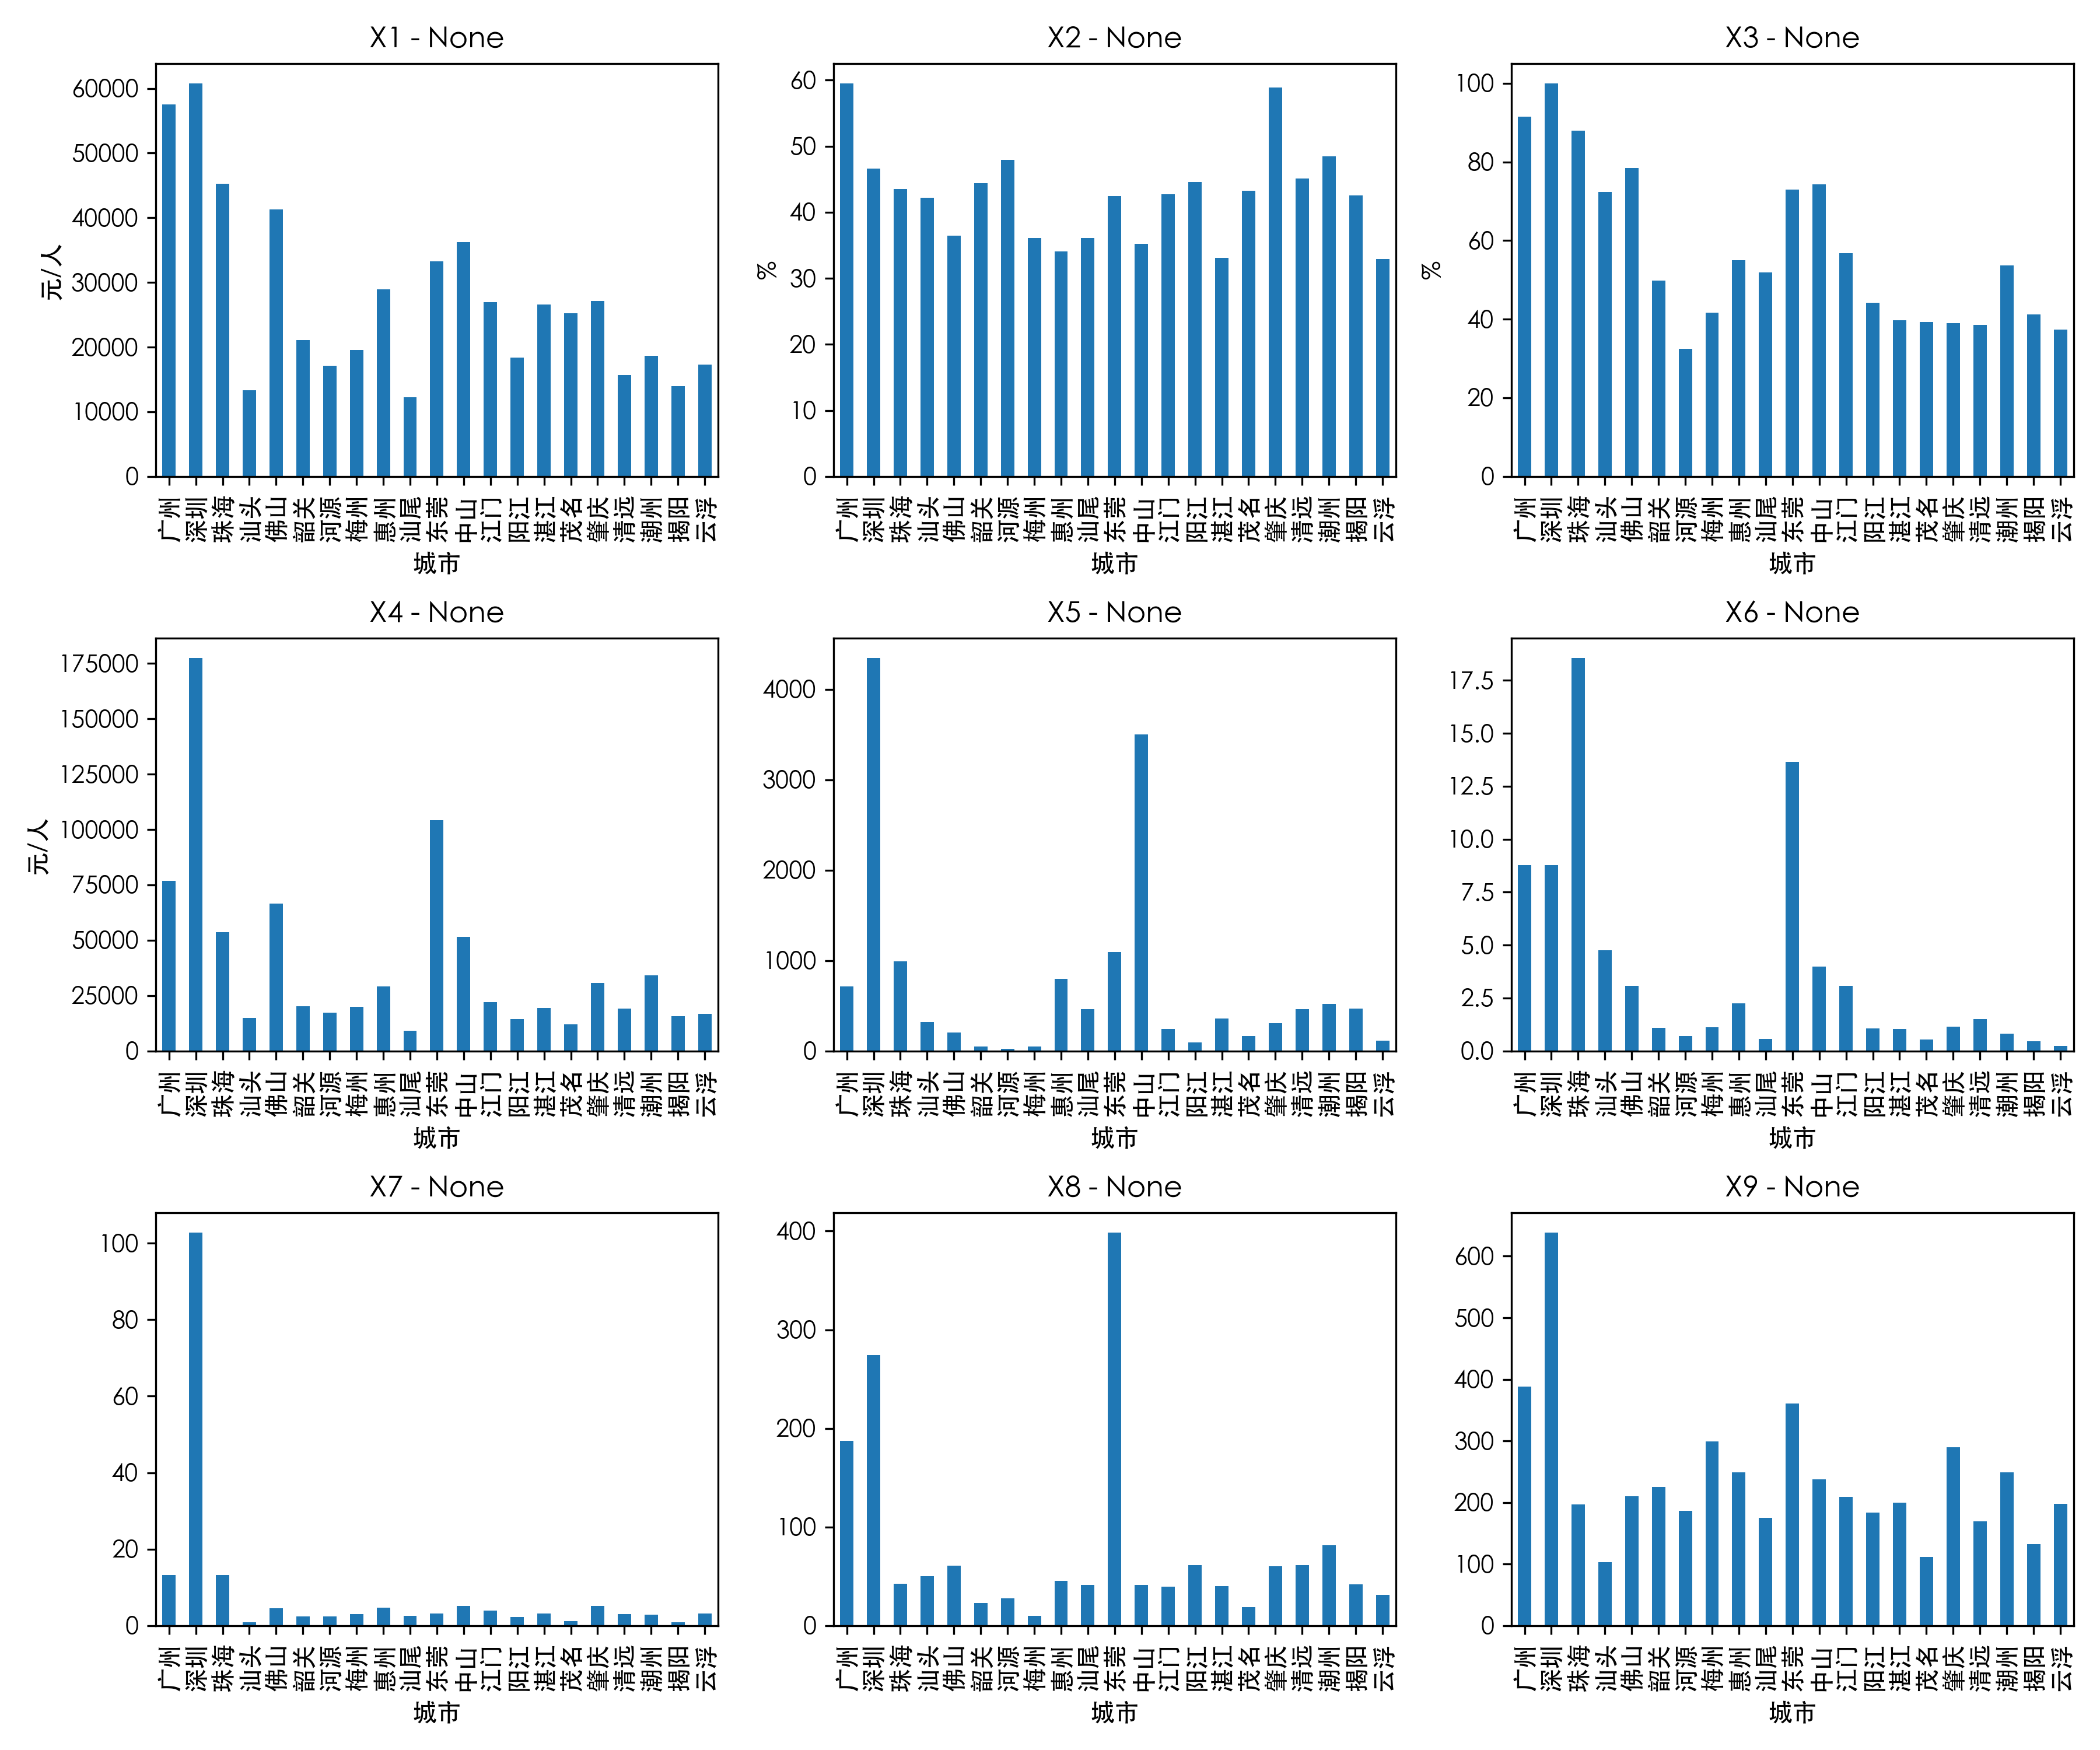 X1 - None
60000
50000
40000
30000
20000
10000
0
元/人
广州 深圳 珠海 汕头 佛山 韶关 河源 梅州 惠州 汕尾 东莞 中山 江门 阳江 湛江 茂名 肇庆 清远 潮州 揭阳 云浮
城市
X2 - None
60
50
40
30
20
10
0
%
广州 深圳 珠海 汕头 佛山 韶关 河源 梅州 惠州 汕尾 东莞 中山 江门 阳江 湛江 茂名 肇庆 清远 潮州 揭阳 云浮
城市
X3 - None
100
80
60
40
20
0
%
广州 深圳 珠海 汕头 佛山 韶关 河源 梅州 惠州 汕尾 东莞 中山 江门 阳江 湛江 茂名 肇庆 清远 潮州 揭阳 云浮
城市
X4 - None
175000
150000
125000
100000
75000
50000
25000
0
元/人
广州 深圳 珠海 汕头 佛山 韶关 河源 梅州 惠州 汕尾 东莞 中山 江门 阳江 湛江 茂名 肇庆 清远 潮州 揭阳 云浮
城市
X5 - None
4000
3000
2000
1000
0
广州 深圳 珠海 汕头 佛山 韶关 河源 梅州 惠州 汕尾 东莞 中山 江门 阳江 湛江 茂名 肇庆 清远 潮州 揭阳 云浮
城市
X6 - None
17.5
15.0
12.5
10.0
7.5
5.0
2.5
0.0
广州 深圳 珠海 汕头 佛山 韶关 河源 梅州 惠州 汕尾 东莞 中山 江门 阳江 湛江 茂名 肇庆 清远 潮州 揭阳 云浮
城市
X7 - None
100
80
60
40
20
0
广州 深圳 珠海 汕头 佛山 韶关 河源 梅州 惠州 汕尾 东莞 中山 江门 阳江 湛江 茂名 肇庆 清远 潮州 揭阳 云浮
城市
X8 - None
400
300
200
100
0
广州 深圳 珠海 汕头 佛山 韶关 河源 梅州 惠州 汕尾 东莞 中山 江门 阳江 湛江 茂名 肇庆 清远 潮州 揭阳 云浮
城市
X9 - None
600
500
400
300
200
100
0
广州 深圳 珠海 汕头 佛山 韶关 河源 梅州 惠州 汕尾 东莞 中山 江门 阳江 湛江 茂名 肇庆 清远 潮州 揭阳 云浮
城市